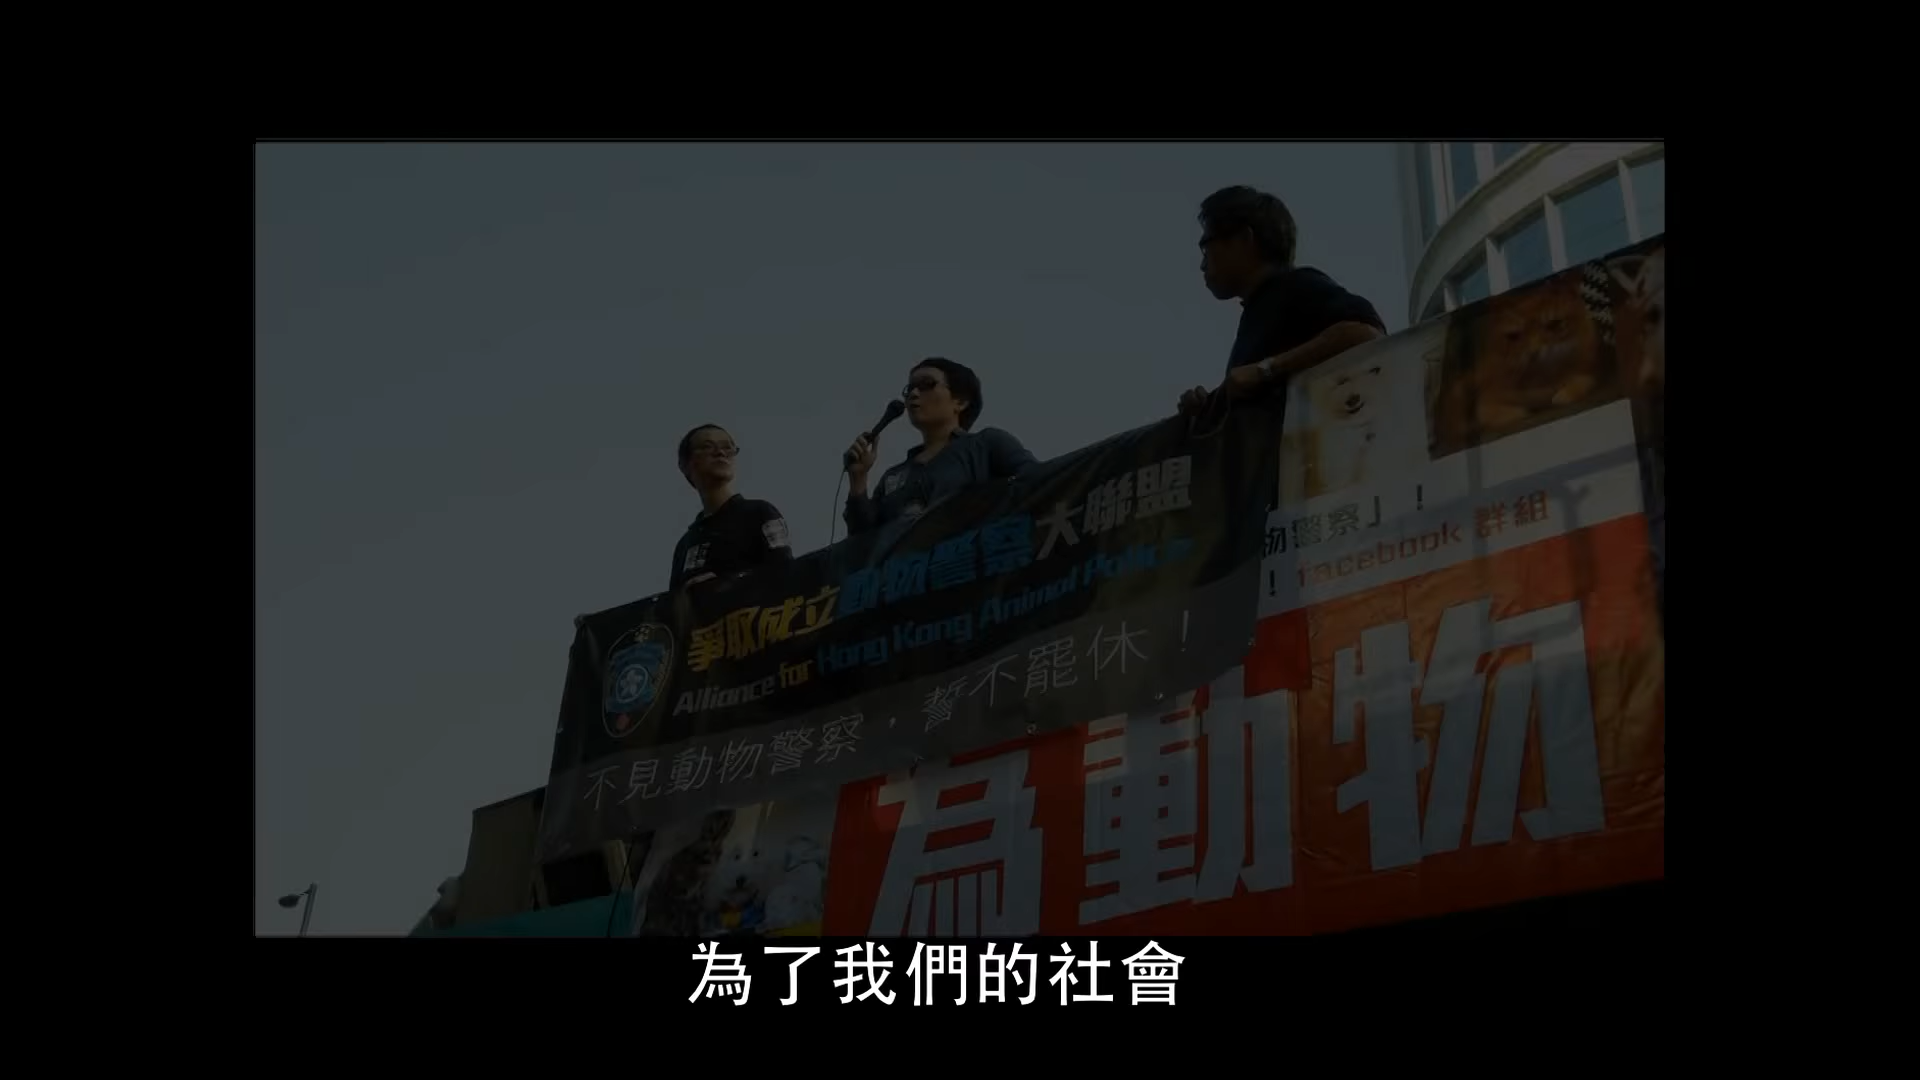 爭取成立動物警察大聯盟
Alliance for Hong Kong Animal Police
不見動物警察，誓不罷休！
物警察」！
！facebook 群組
為動物
為了我們的社會